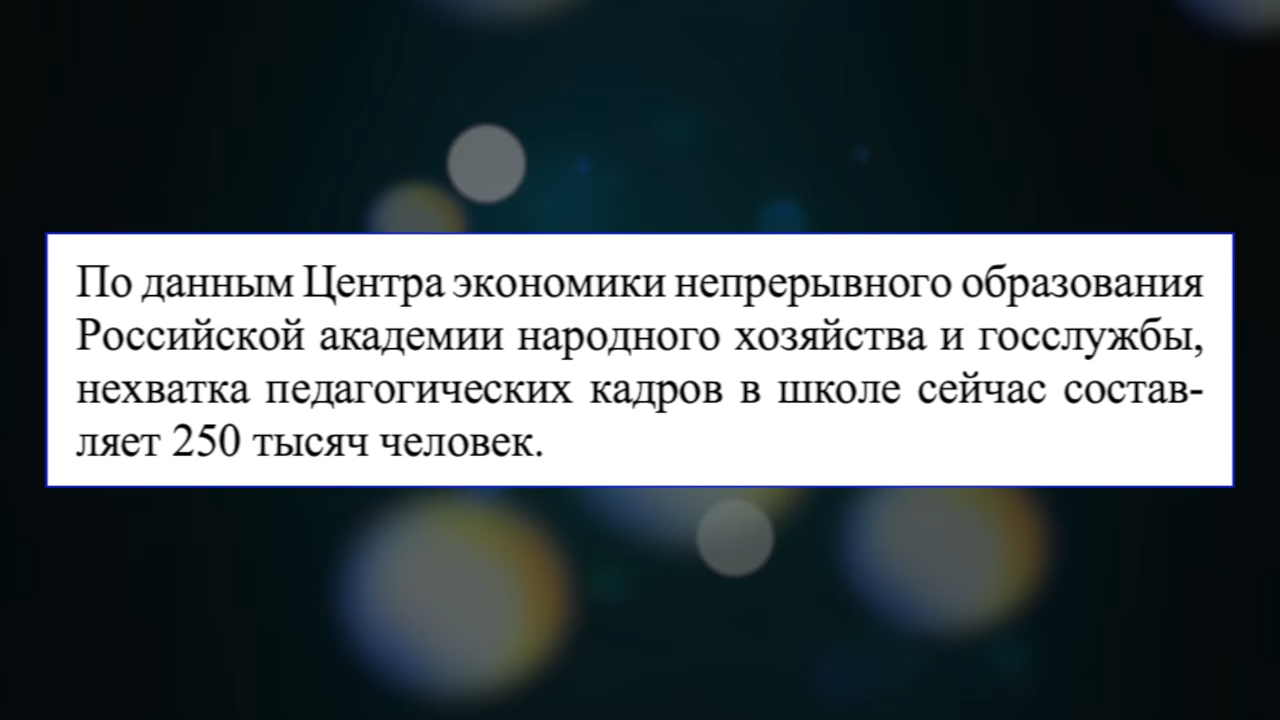 По данным Центра экономики непрерывного образования
Российской академии народного хозяйства и госслужбы,
нехватка педагогических кадров в школе сейчас состав-
ляет 250 тысяч человек.